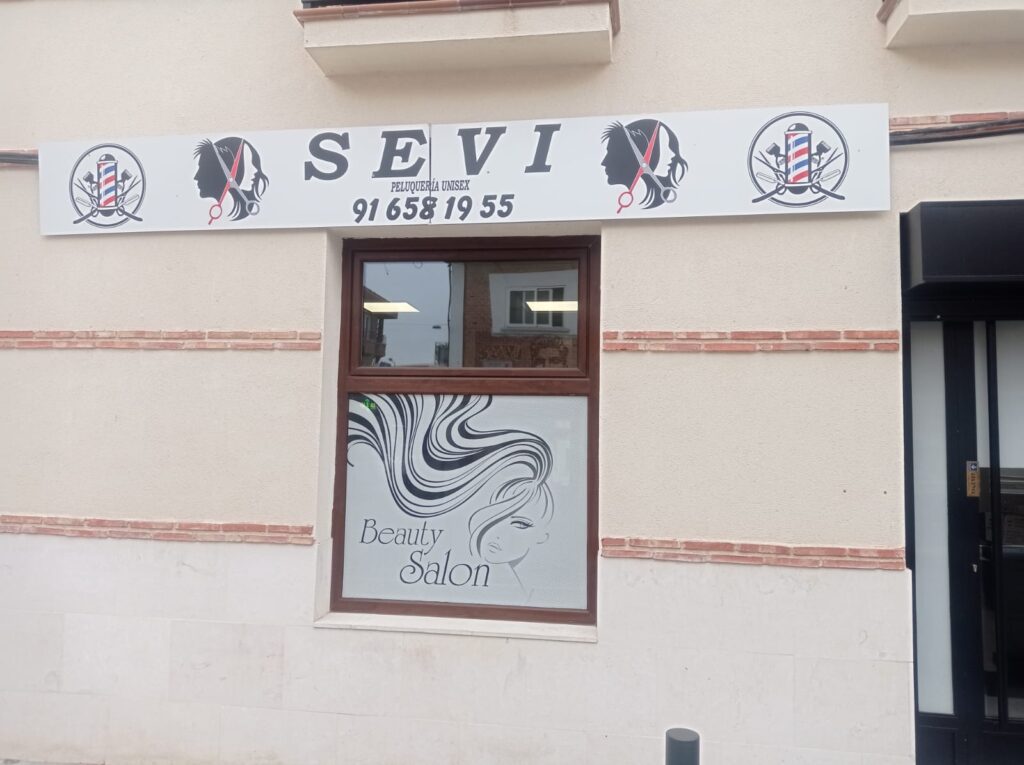 SEVI
PELUQUERÍA UNISEX
91 658 19 55
Beauty
Salon